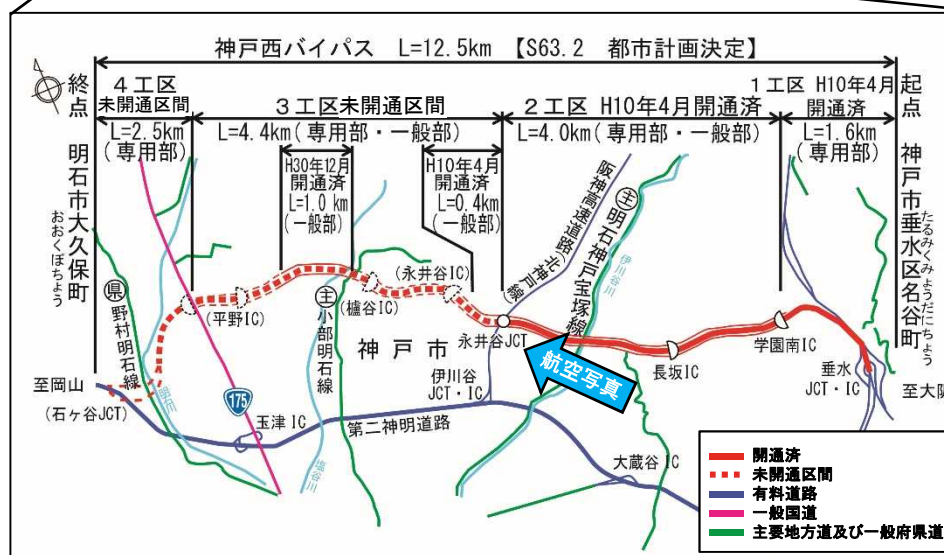 神戸西バイパス L=12.5km 【S63.2 都市計画決定】
終点
明石市大久保町
おおくぼちょう
4工区
未開通区間
L=2.5km
(専用部)
3工区未開通区間
L=4.4km(専用部・一般部)
H30年12月
開通済
L=1.0 km
(一般部)
H10年4月
開通済
L=0.4km
(一般部)
2工区 H10年4月開通済
L=4.0km(専用部・一般部)
1工区 H10年4月
開通済
L=1.6km
(専用部)
起点
神戸市垂水区名谷町
たるみくみょうだにちょう
阪神高速道路(北神戸線)
主
明石神戸宝塚線
伊川谷川
県
野村明石線
(平野IC)
主
小部明石線
(櫨谷IC)
(永井谷IC)
神戸市
永井谷JCT
航空写真
長坂IC
学園南IC
垂水
JCT・IC
至大阪
至岡山
(石ヶ谷JCT)
明石川
175
玉津IC
第二神明道路
伊川谷
JCT・IC
大蔵谷IC
開通済
未開通区間
有料道路
一般国道
主要地方道及び一般府県道